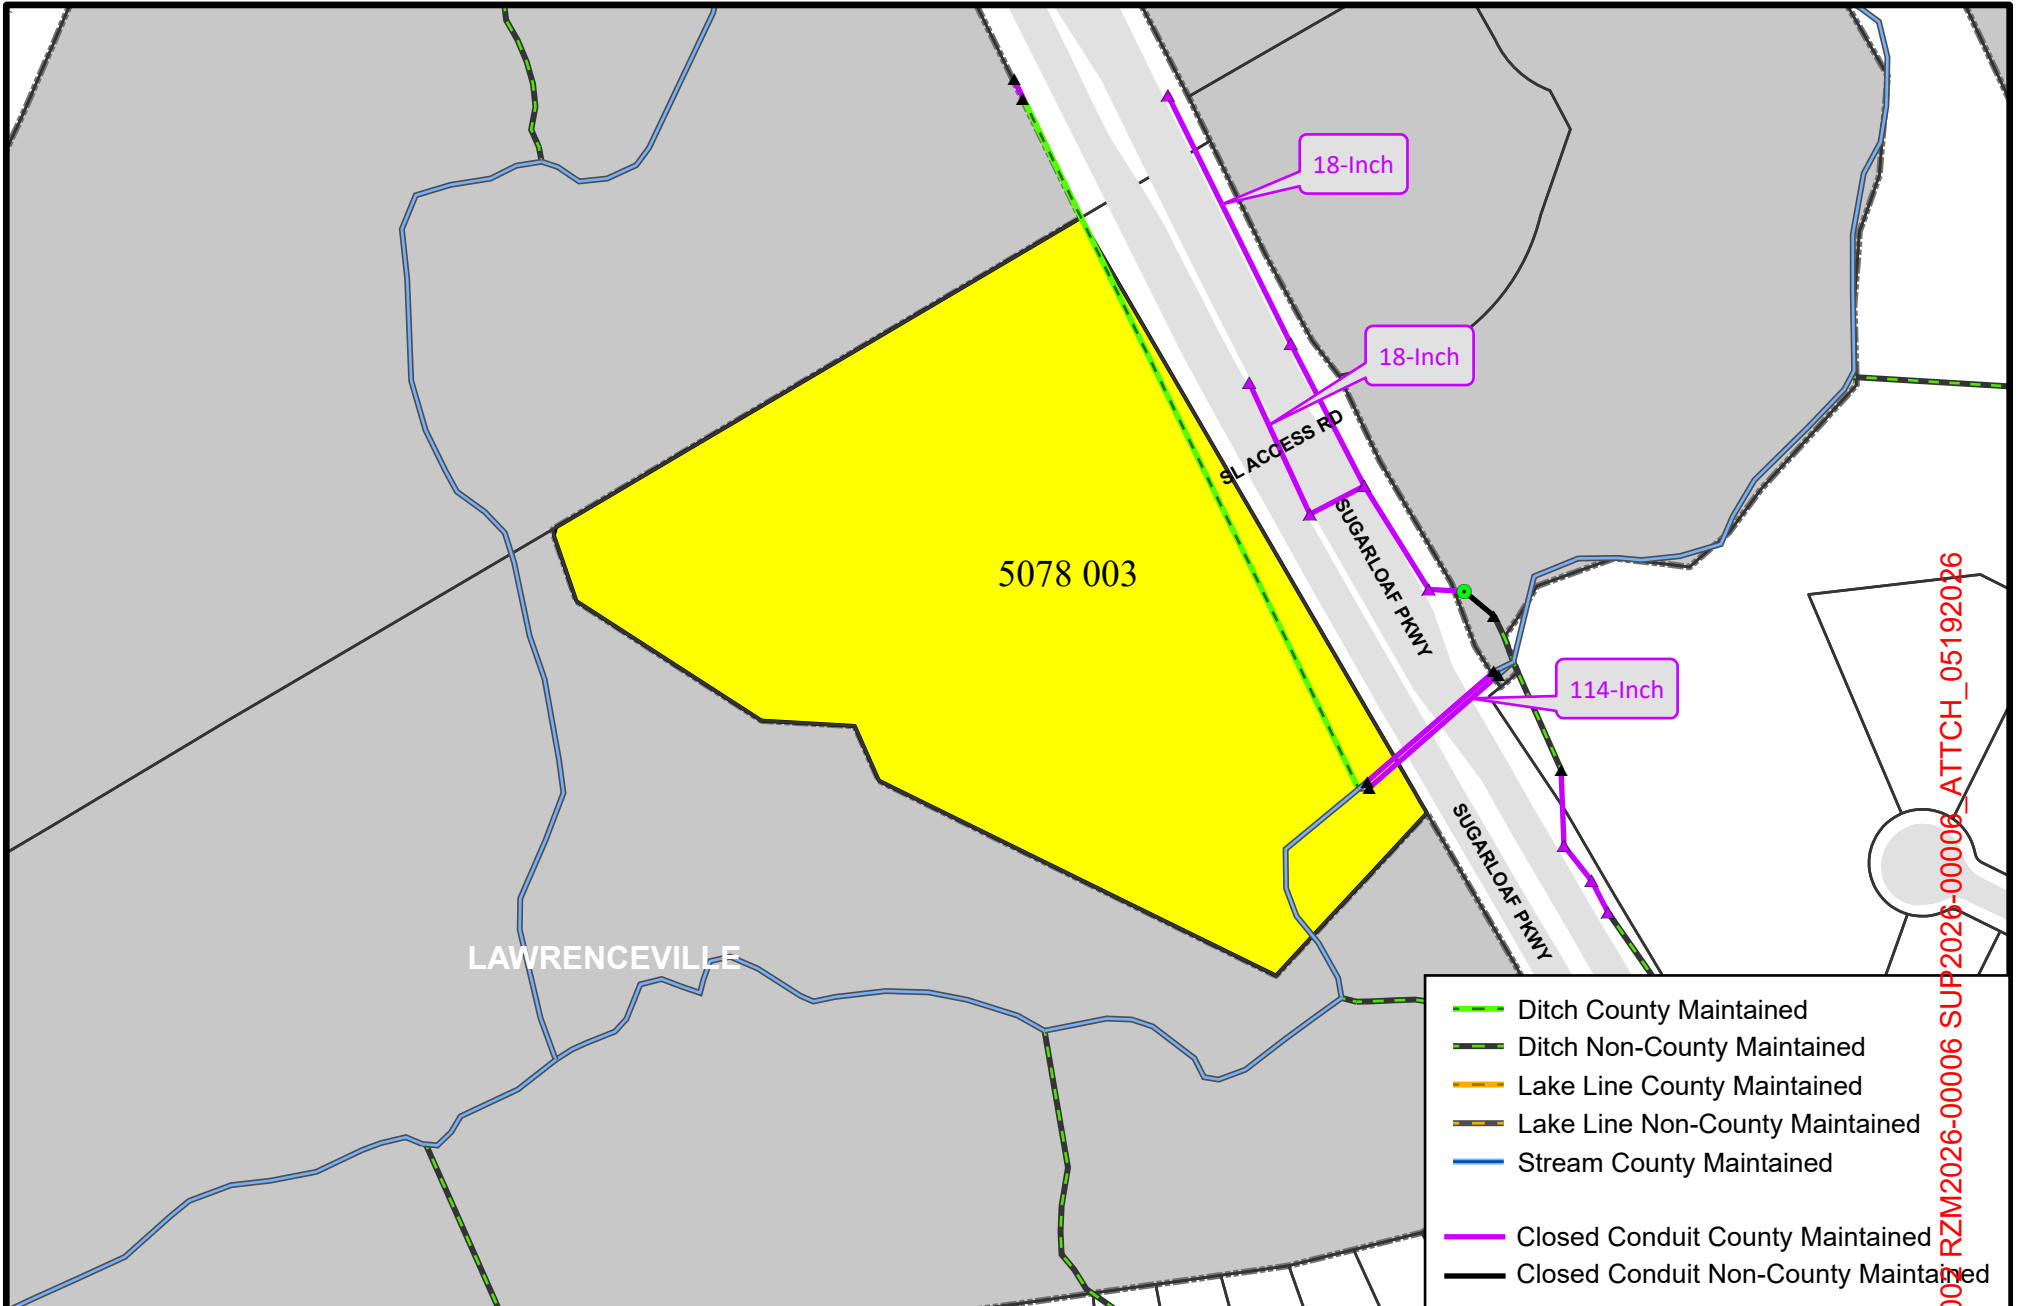 18-Inch
18-Inch
SL ACCESS RD
SUGARLOAF PKWY
5078 003
114-Inch
SUGARLOAF PKWY
LAWRENCEVILLE
Ditch County Maintained
Ditch Non-County Maintained
Lake Line County Maintained
Lake Line Non-County Maintained
Stream County Maintained
Closed Conduit County Maintained
Closed Conduit Non-County Maintained
002 RZM2026-00006 SUP2026-00006_ATTCH_05192026